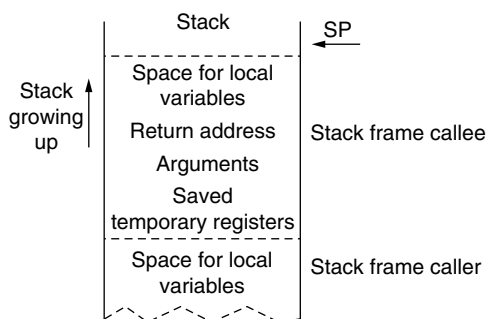 Stack
SP
Stack
growing
up
Space for local
variables
Return address
Arguments
Saved
temporary registers
Stack frame callee
Space for local
variables
Stack frame caller